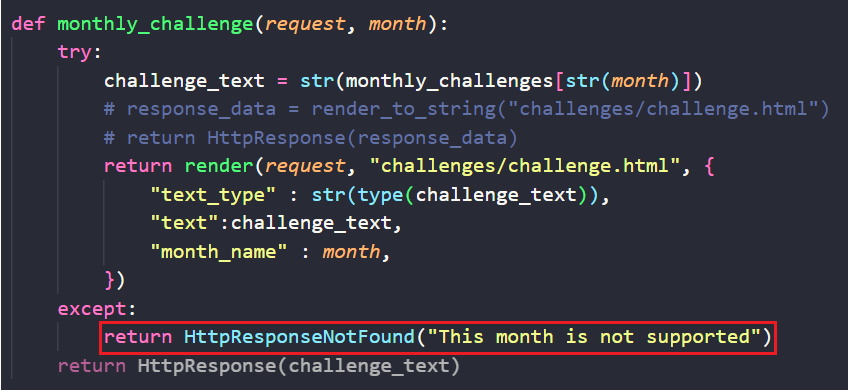 def monthly_challenge(request, month):
    try:
        challenge_text = str(monthly_challenges[str(month)])
        # response_data = render_to_string("challenges/challenge.html")
        # return HttpResponse(response_data)
        return render(request, "challenges/challenge.html", {
            "text_type" : str(type(challenge_text)),
            "text":challenge_text,
            "month_name" : month,
        })
    except:
        return HttpResponseNotFound("This month is not supported")
    return HttpResponse(challenge_text)